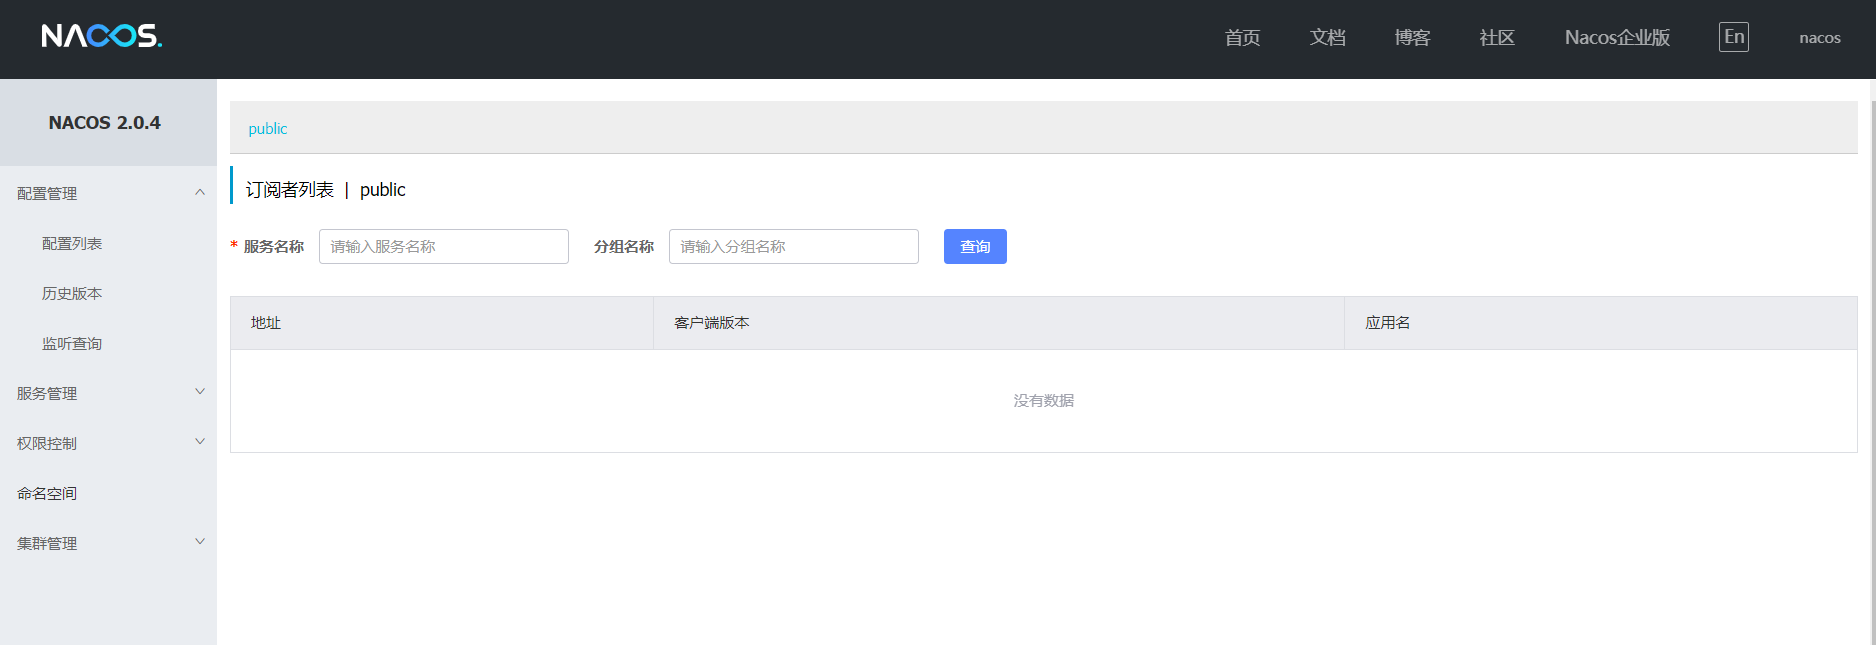 NACOS.
首页 文档 博客 社区 Nacos企业版 En nacos
NACOS 2.0.4
配置管理
配置列表
历史版本
监听查询
服务管理
权限控制
命名空间
集群管理
public
订阅者列表 | public
* 服务名称 请输入服务名称 分组名称 请输入分组名称 查询
地址 客户端版本 应用名
没有数据